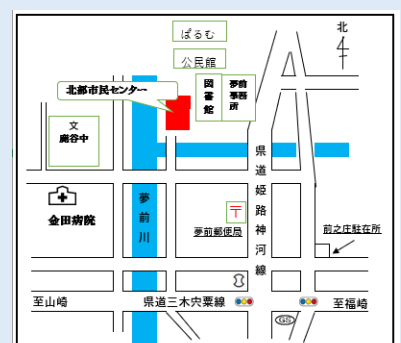 ぱるむ
北
公民館
北部市民センター
図書館
夢前事務所
文
鹿谷中
県道姫路神河線
夢前川
金田病院
〒
夢前郵便局
前之庄駐在所
至山崎
県道三木宍粟線
至福崎
GS